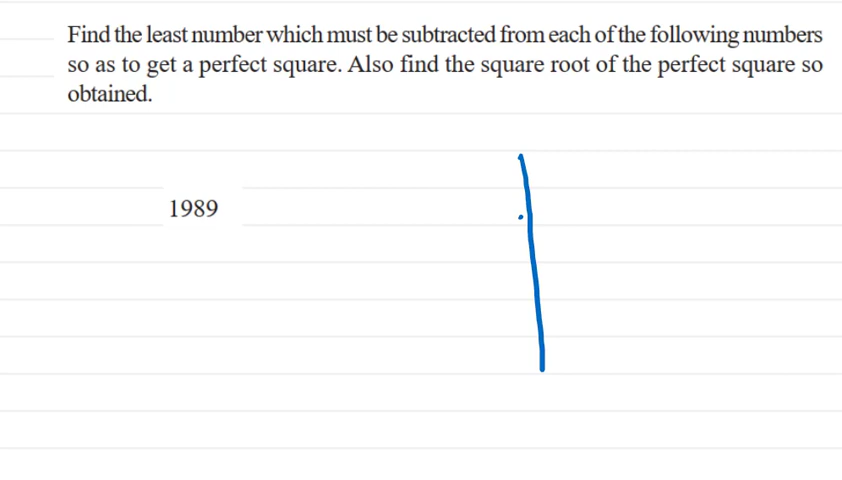 Find the least number which must be subtracted from each of the following numbers
so as to get a perfect square. Also find the square root of the perfect square so
obtained.
1989